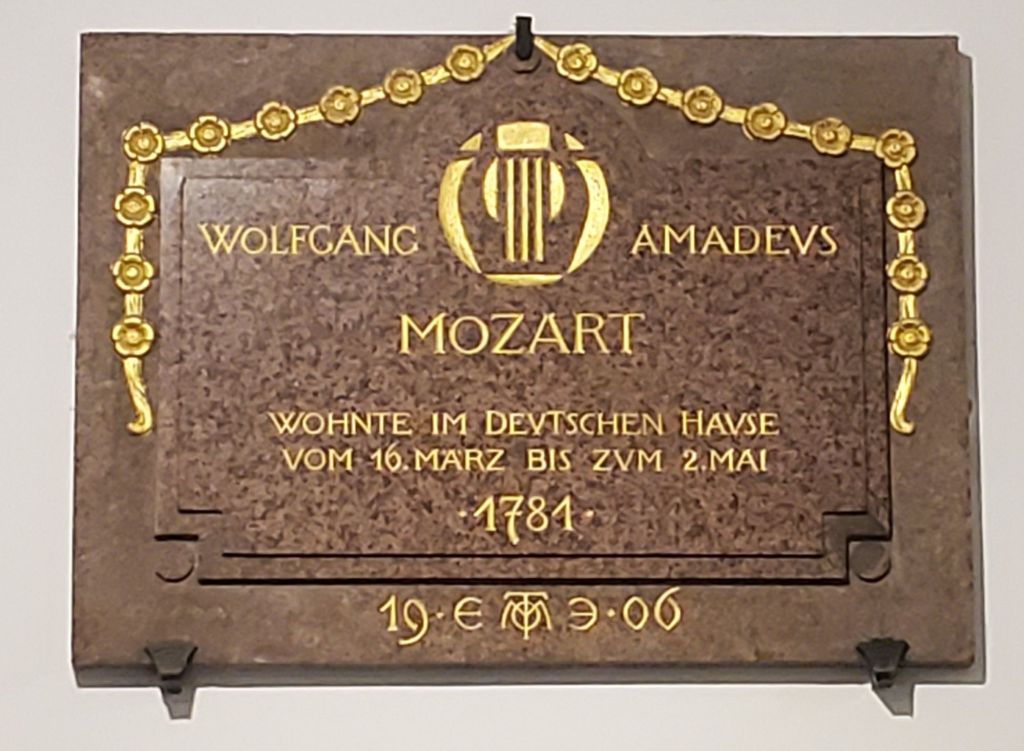 WOLFGANG AMADEVS
MOZART
WOHNTE IM DEVTSCHEN HAVSE
VOM 16. MÄRZ BIS ZVM 2. MAI
·1781·
19·E Ǝ·06